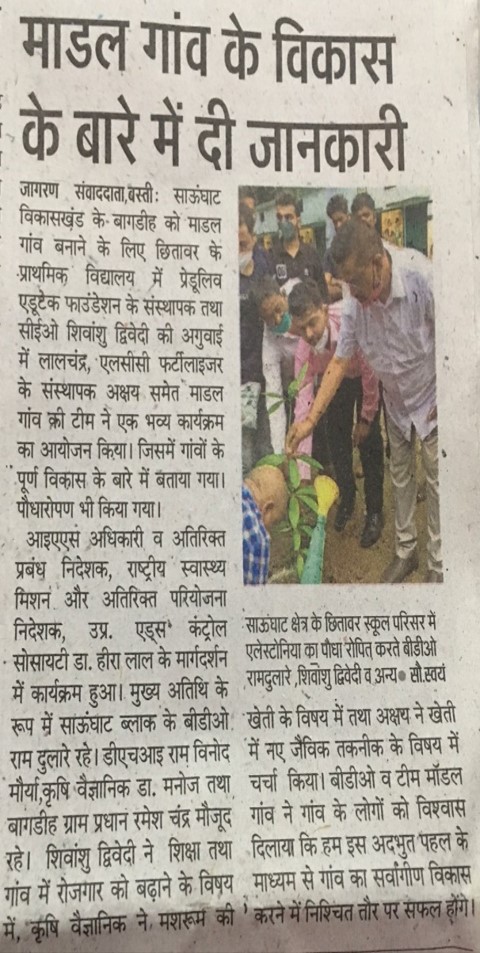 माडल गांव के विकास
के बारे में दी जानकारी
जागरण संवाददाता,बस्ती: साऊंघाट
विकासखंड के बागडीह को माडल
गांव बनाने के लिए छितावर के
प्राथमिक विद्यालय में प्रेडूलिव
एडूटेक फाउंडेशन के संस्थापक तथा
सीईओ शिवांशु द्विवेदी की अगुवाई
में लालचंद्र, एलसीसी फर्टीलाइजर
के संस्थापक अक्षय समेत माडल
गांव की टीम ने एक भव्य कार्यक्रम
का आयोजन किया। जिसमें गांवों के
पूर्ण विकास के बारे में बताया गया।
पौधारोपण भी किया गया।
आइएएस अधिकारी व अतिरिक्त
प्रबंध निदेशक, राष्ट्रीय स्वास्थ्य
मिशन और अतिरिक्त परियोजना
निदेशक, उप्र. एड्स कंट्रोल
सोसायटी डा. हीरा लाल के मार्गदर्शन
में कार्यक्रम हुआ। मुख्य अतिथि के
रूप में साऊंघाट ब्लाक के बीडीओ
राम दुलारे रहे। डीएचआइ राम विनोद
मौर्या,कृषि वैज्ञानिक डा. मनोज तथा
बागडीह ग्राम प्रधान रमेश चंद्र मौजूद
रहे। शिवांशु द्विवेदी ने शिक्षा तथा
गांव में रोजगार को बढ़ाने के विषय
में, कृषि वैज्ञानिक ने मशरूम की
साऊंघाट क्षेत्र के छितावर स्कूल परिसर में
एलेस्टोनिया का पौधा रोपित करते बीडीओ
रामदुलारे ,शिवांशु द्विवेदी व अन्य● सौ.स्वयं
खेती के विषय में तथा अक्षय ने खेती
में नए जैविक तकनीक के विषय में
चर्चा किया। बीडीओ व टीम मॉडल
गांव ने गांव के लोगों को विश्वास
दिलाया कि हम इस अदभुत पहल के
माध्यम से गांव का सर्वांगीण विकास
करने में निश्चित तौर पर सफल होंगे।